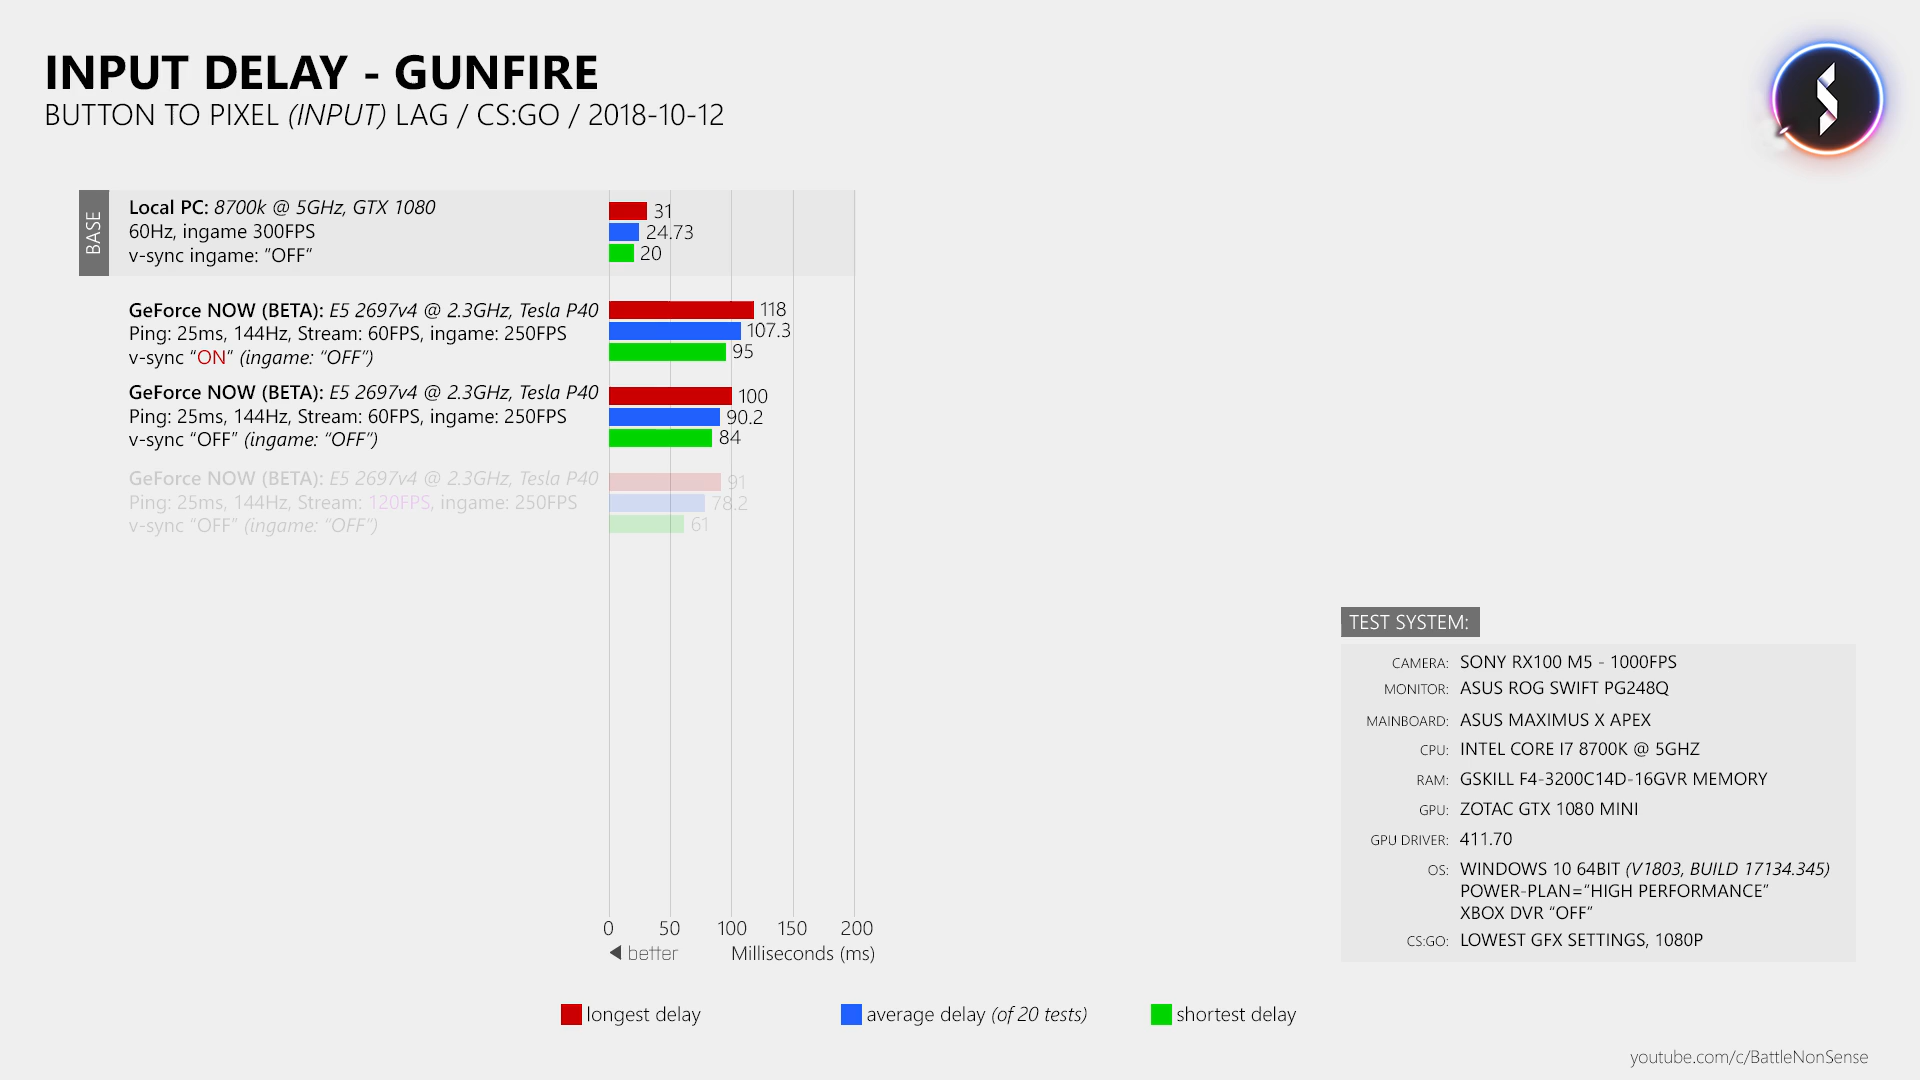 INPUT DELAY - GUNFIRE
BUTTON TO PIXEL (INPUT) LAG / CS:GO / 2018-10-12
BASE
Local PC: 8700k @ 5GHz, GTX 1080
60Hz, ingame 300FPS
v-sync ingame: “OFF“
31
24.73
20
GeForce NOW (BETA): E5 2697v4 @ 2.3GHz, Tesla P40
Ping: 25ms, 144Hz, Stream: 60FPS, ingame: 250FPS
v-sync “ON“ (ingame: “OFF”)
118
107.3
95
GeForce NOW (BETA): E5 2697v4 @ 2.3GHz, Tesla P40
Ping: 25ms, 144Hz, Stream: 60FPS, ingame: 250FPS
v-sync “OFF” (ingame: “OFF”)
100
90.2
84
GeForce NOW (BETA): E5 2697v4 @ 2.3GHz, Tesla P40
Ping: 25ms, 144Hz, Stream: 120FPS, ingame: 250FPS
v-sync “OFF” (ingame: “OFF”)
91
78.2
61
0 50 100 150 200
better Milliseconds (ms)
TEST SYSTEM:
CAMERA: SONY RX100 M5 - 1000FPS
MONITOR: ASUS ROG SWIFT PG248Q
MAINBOARD: ASUS MAXIMUS X APEX
CPU: INTEL CORE I7 8700K @ 5GHZ
RAM: GSKILL F4-3200C14D-16GVR MEMORY
GPU: ZOTAC GTX 1080 MINI
GPU DRIVER: 411.70
OS: WINDOWS 10 64BIT (V1803, BUILD 17134.345)
POWER-PLAN=“HIGH PERFORMANCE”
XBOX DVR “OFF”
CS:GO: LOWEST GFX SETTINGS, 1080P
longest delay
average delay (of 20 tests)
shortest delay
youtube.com/c/BattleNonSense